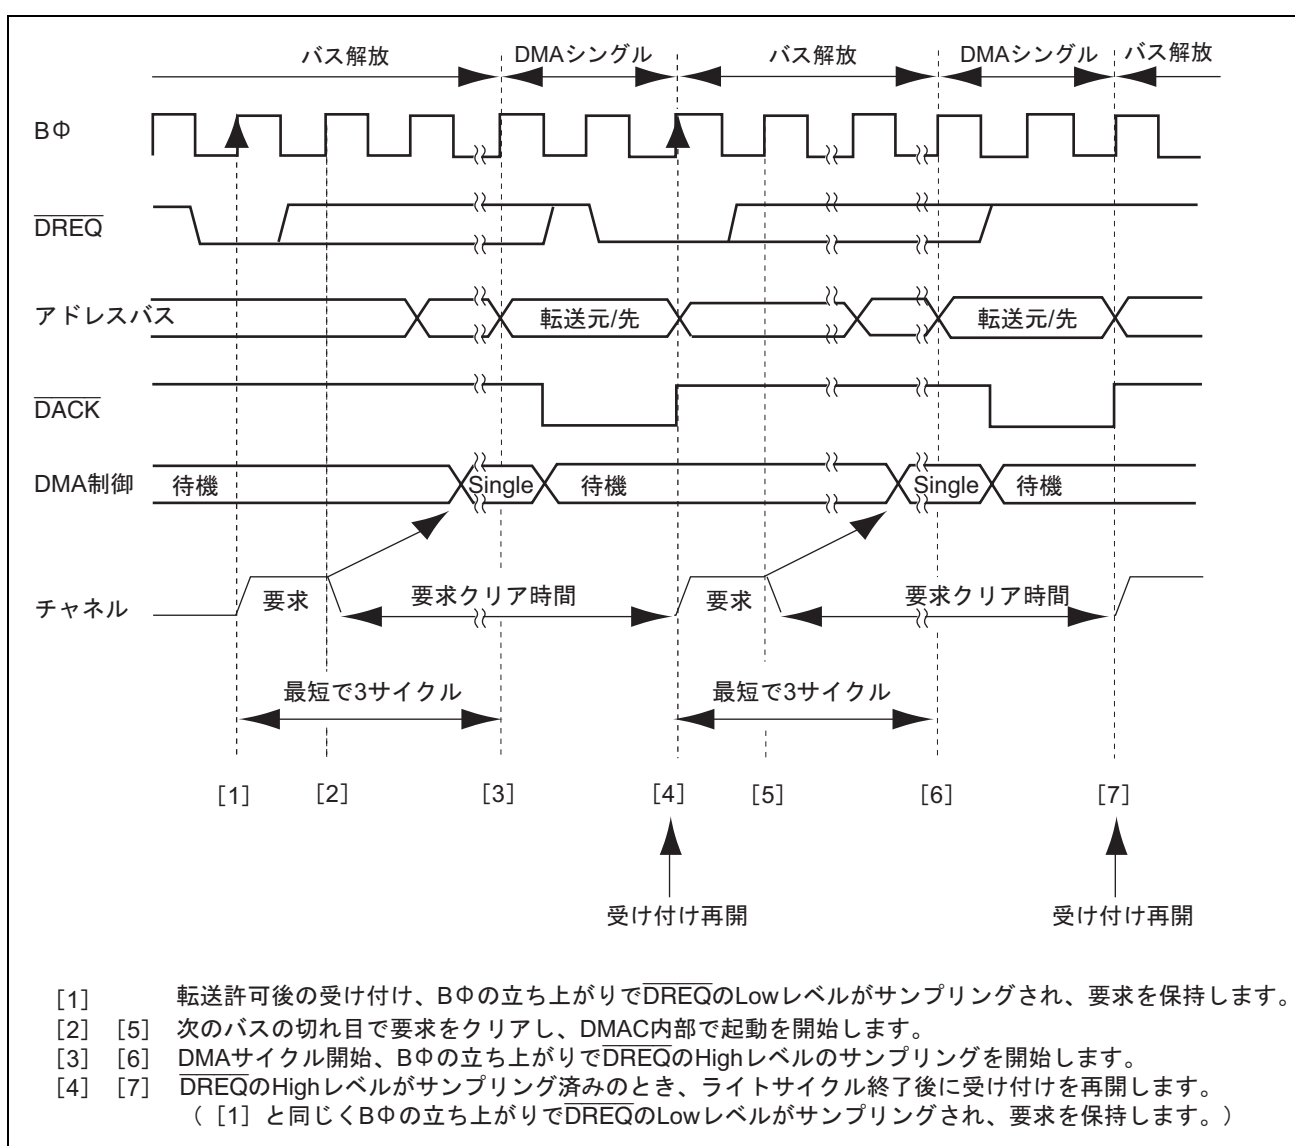 バス解放 DMAシングル バス解放 DMAシングル バス解放
BΦ
DREQ
アドレスバス 転送元/先 転送元/先
DACK
DMA制御 待機 Single 待機 Single 待機
チャネル 要求 要求クリア時間 要求 要求クリア時間
最短で3サイクル 最短で3サイクル
[1] [2] [3] [4] [5] [6] [7]
受け付け再開 受け付け再開
[1] 転送許可後の受け付け、BΦの立ち上がりでDREQのLowレベルがサンプリングされ、要求を保持します。
[2] [5] 次のバスの切れ目で要求をクリアし、DMAC内部で起動を開始します。
[3] [6] DMAサイクル開始、BΦの立ち上がりでDREQのHighレベルのサンプリングを開始します。
[4] [7] DREQのHighレベルがサンプリング済みのとき、ライトサイクル終了後に受け付けを再開します。
([1]と同じくBΦの立ち上がりでDREQのLowレベルがサンプリングされ、要求を保持します。)